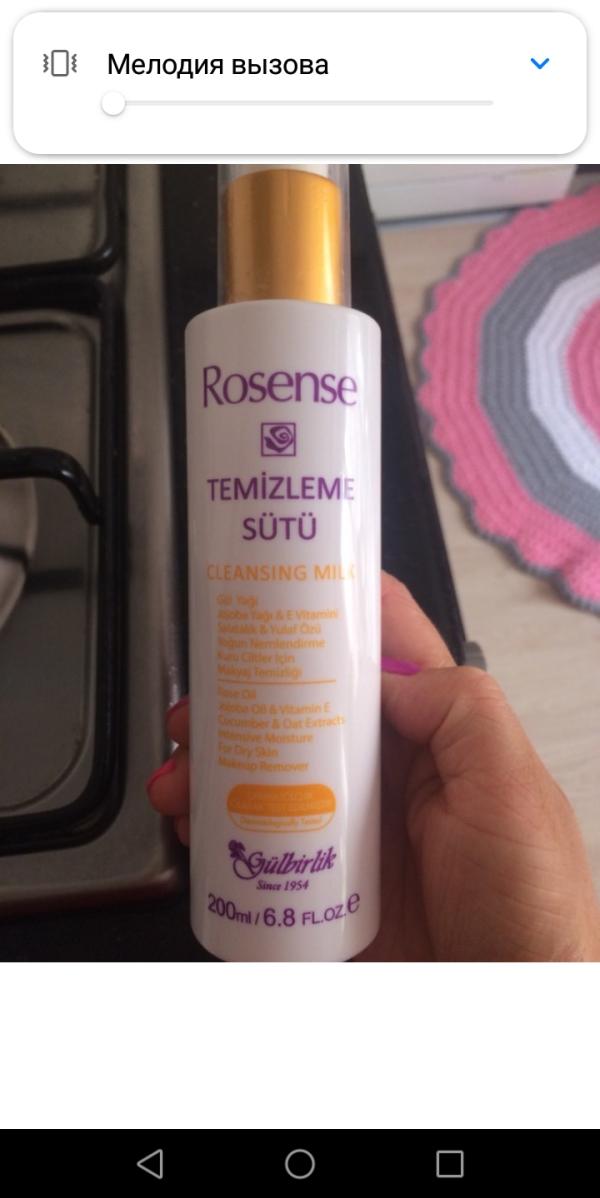 Мелодия вызова
Rosense
TEMİZLEME
SÜTÜ
CLEANSING MILK
Gül Yağı
Jojoba Yağı & E Vitamini
Salatalık & Yulaf Özü
Yoğun Nemlendirme
Kuru Ciltler İçin
Makyaj Temizliği
Rose Oil
Jojoba Oil & Vitamin E
Cucumber & Oat Extracts
Intensive Moisture
For Dry Skin
Makeup Remover
Dermatologically Tested
Gülbirlik
Since 1954
200ml / 6.8 FL.OZ.e